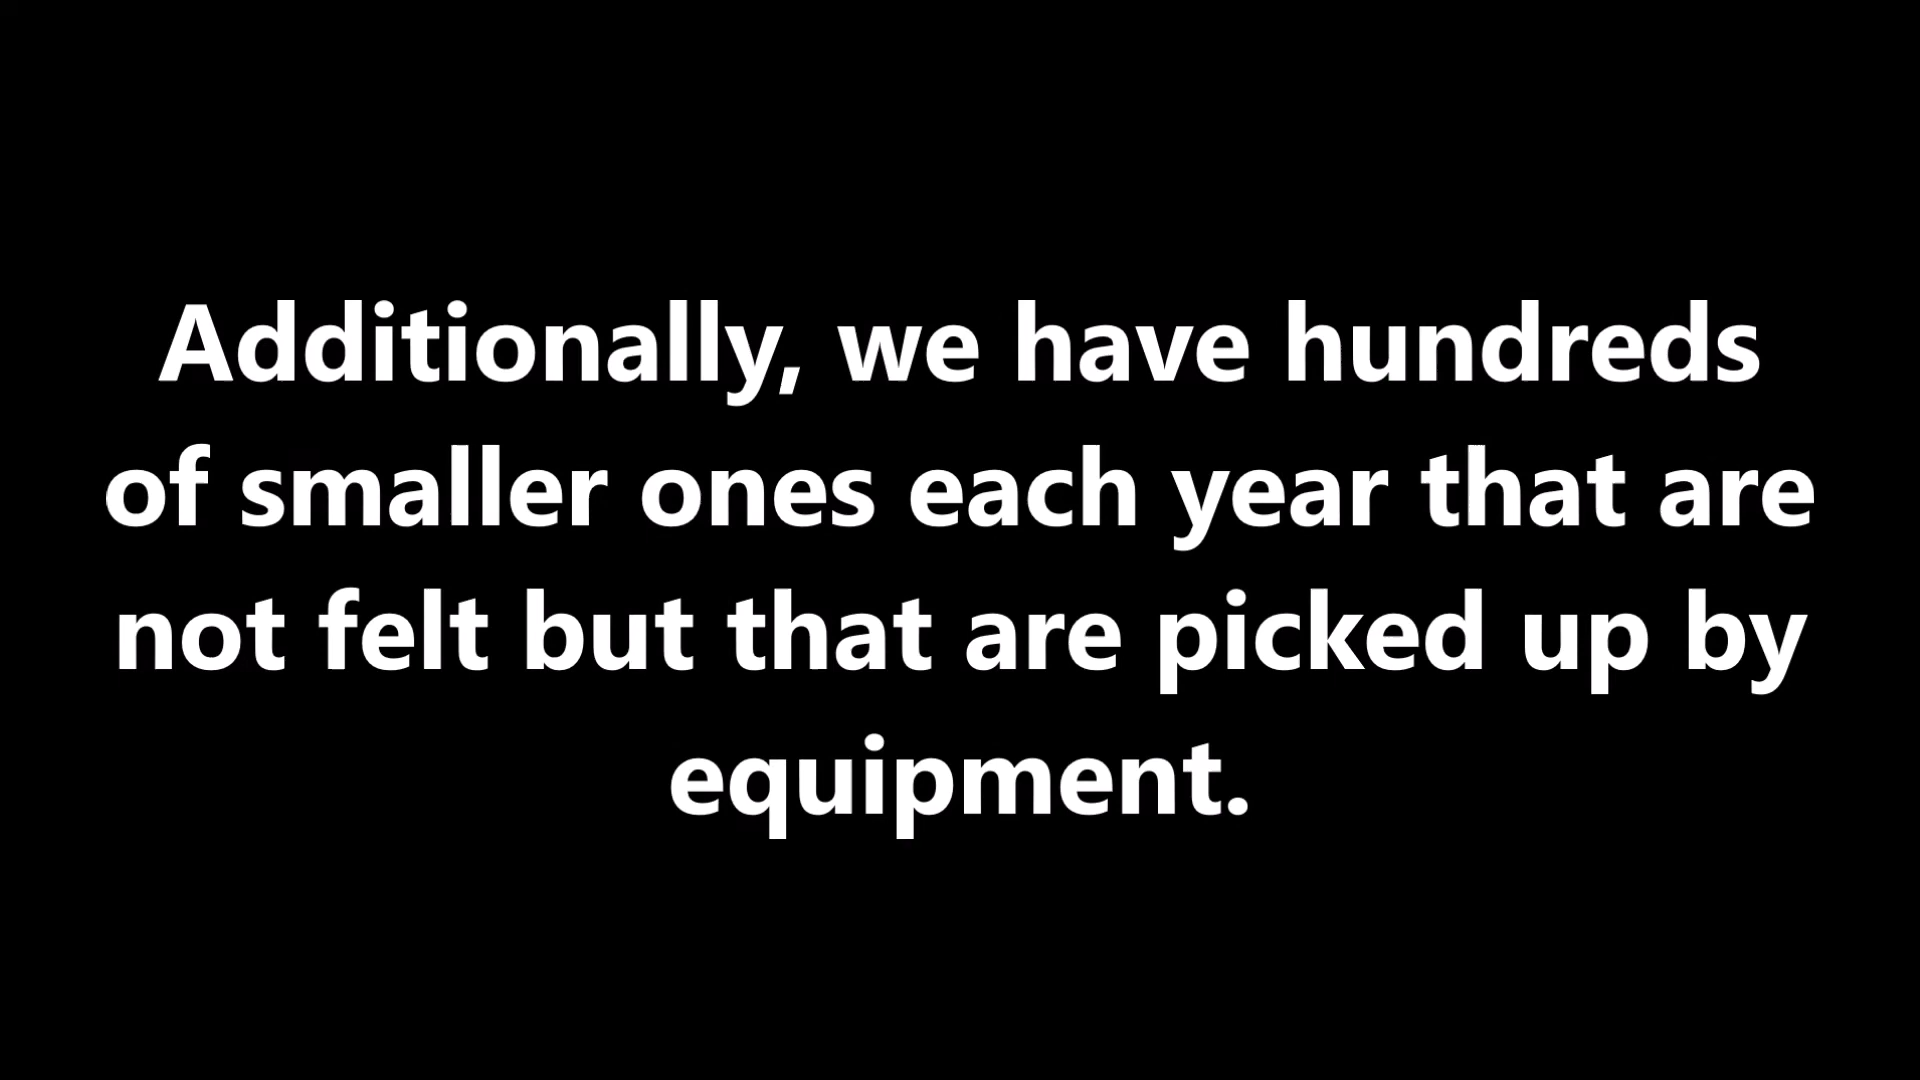 Additionally, we have hundreds
of smaller ones each year that are
not felt but that are picked up by
equipment.